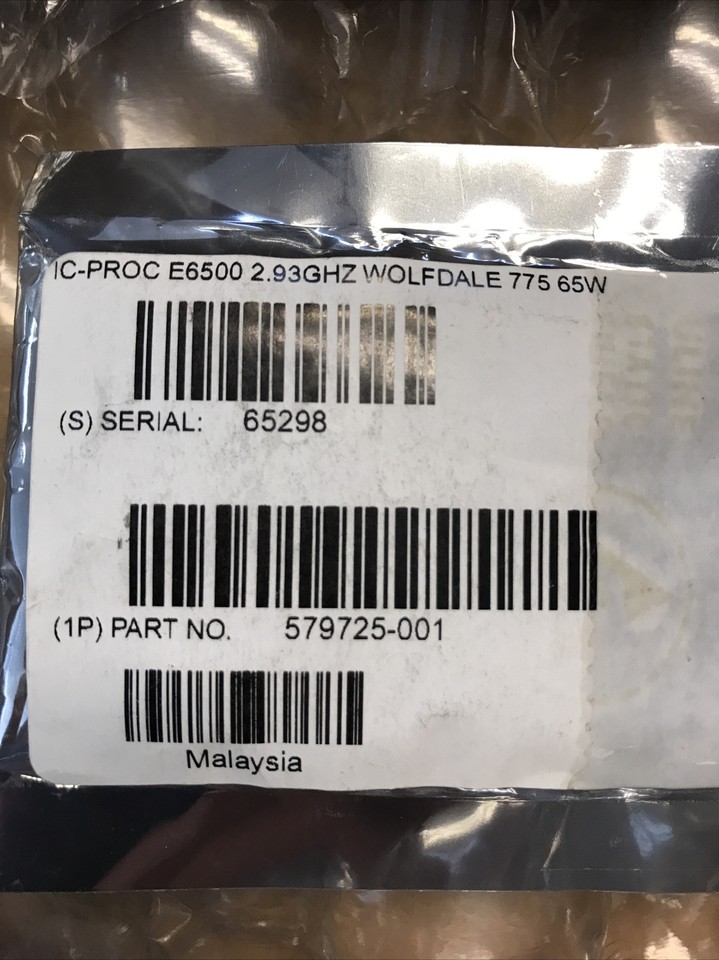 IC-PROC E6500 2.93GHZ WOLFDALE 775 65W
(S) SERIAL: 65298
(1P) PART NO. 579725-001
Malaysia